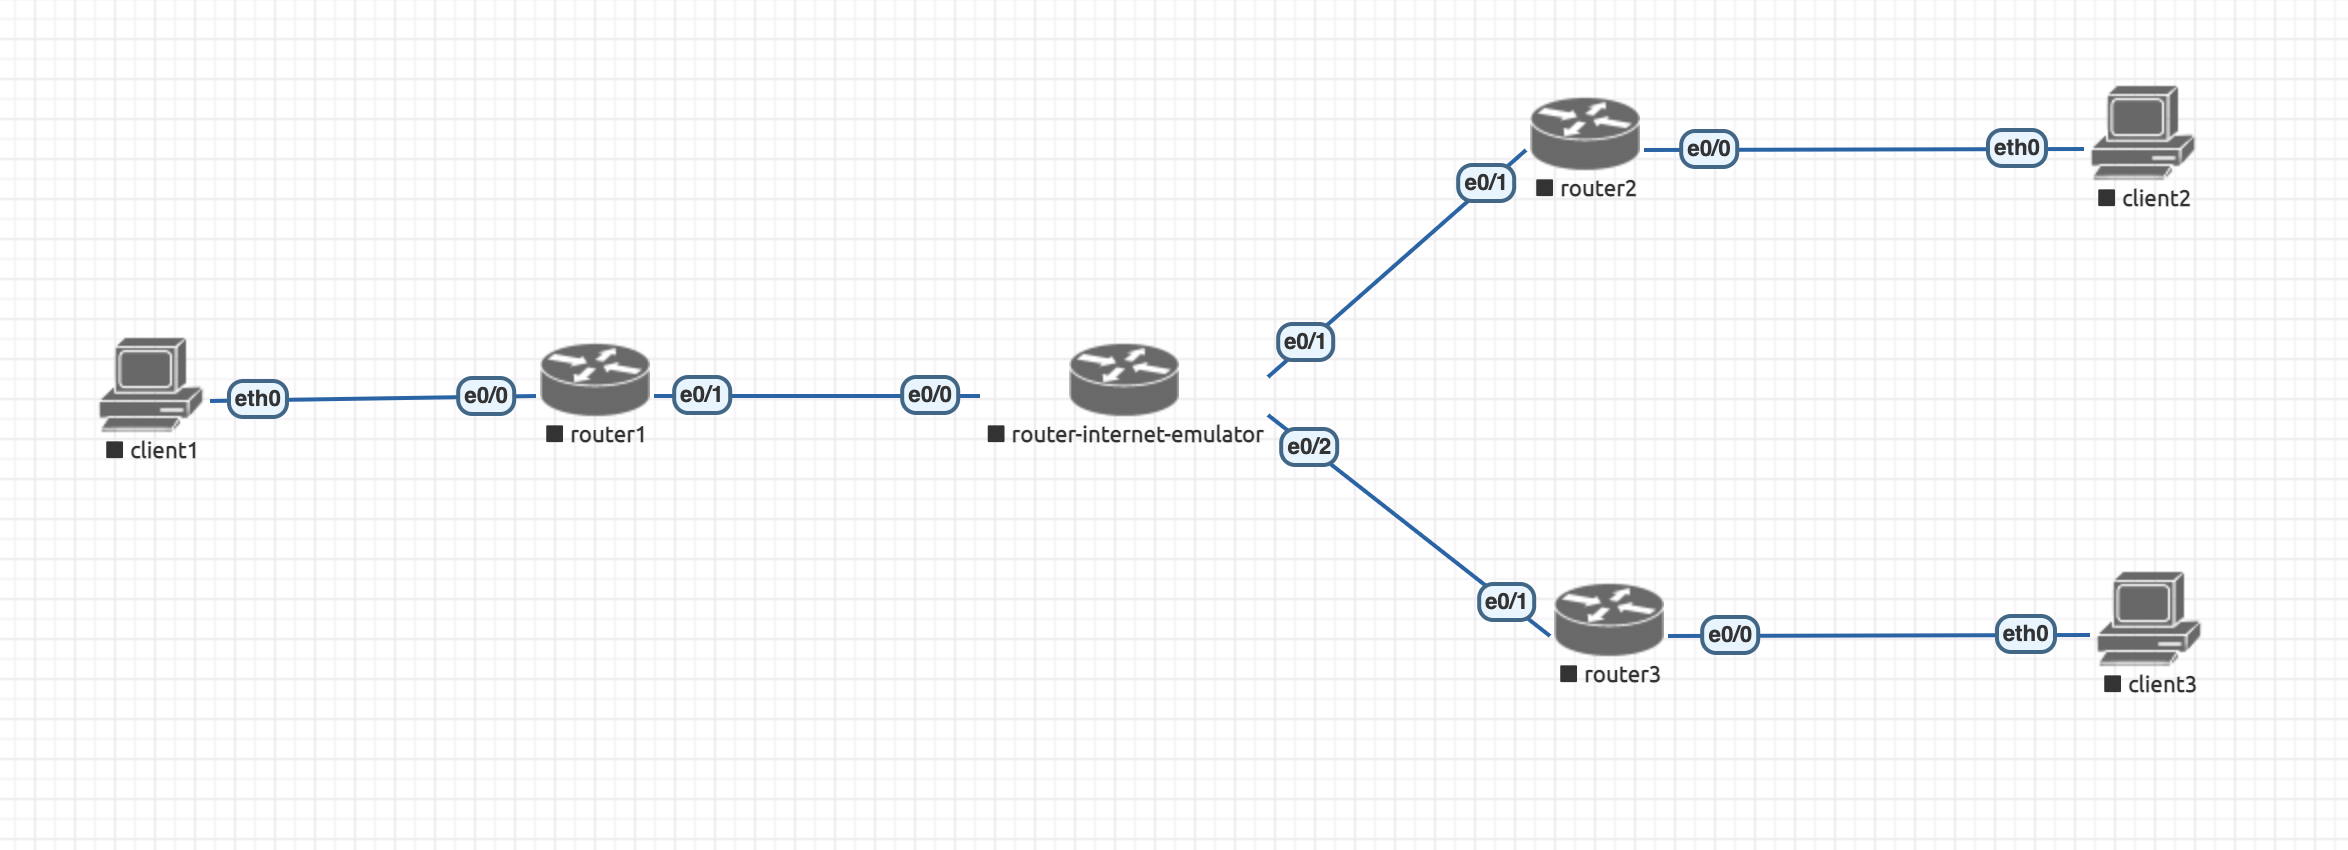 e0/1
router2
e0/0
eth0
client2
e0/1
eth0
client1
e0/0
router1
e0/1
e0/0
router-internet-emulator
e0/2
e0/1
router3
e0/0
eth0
client3